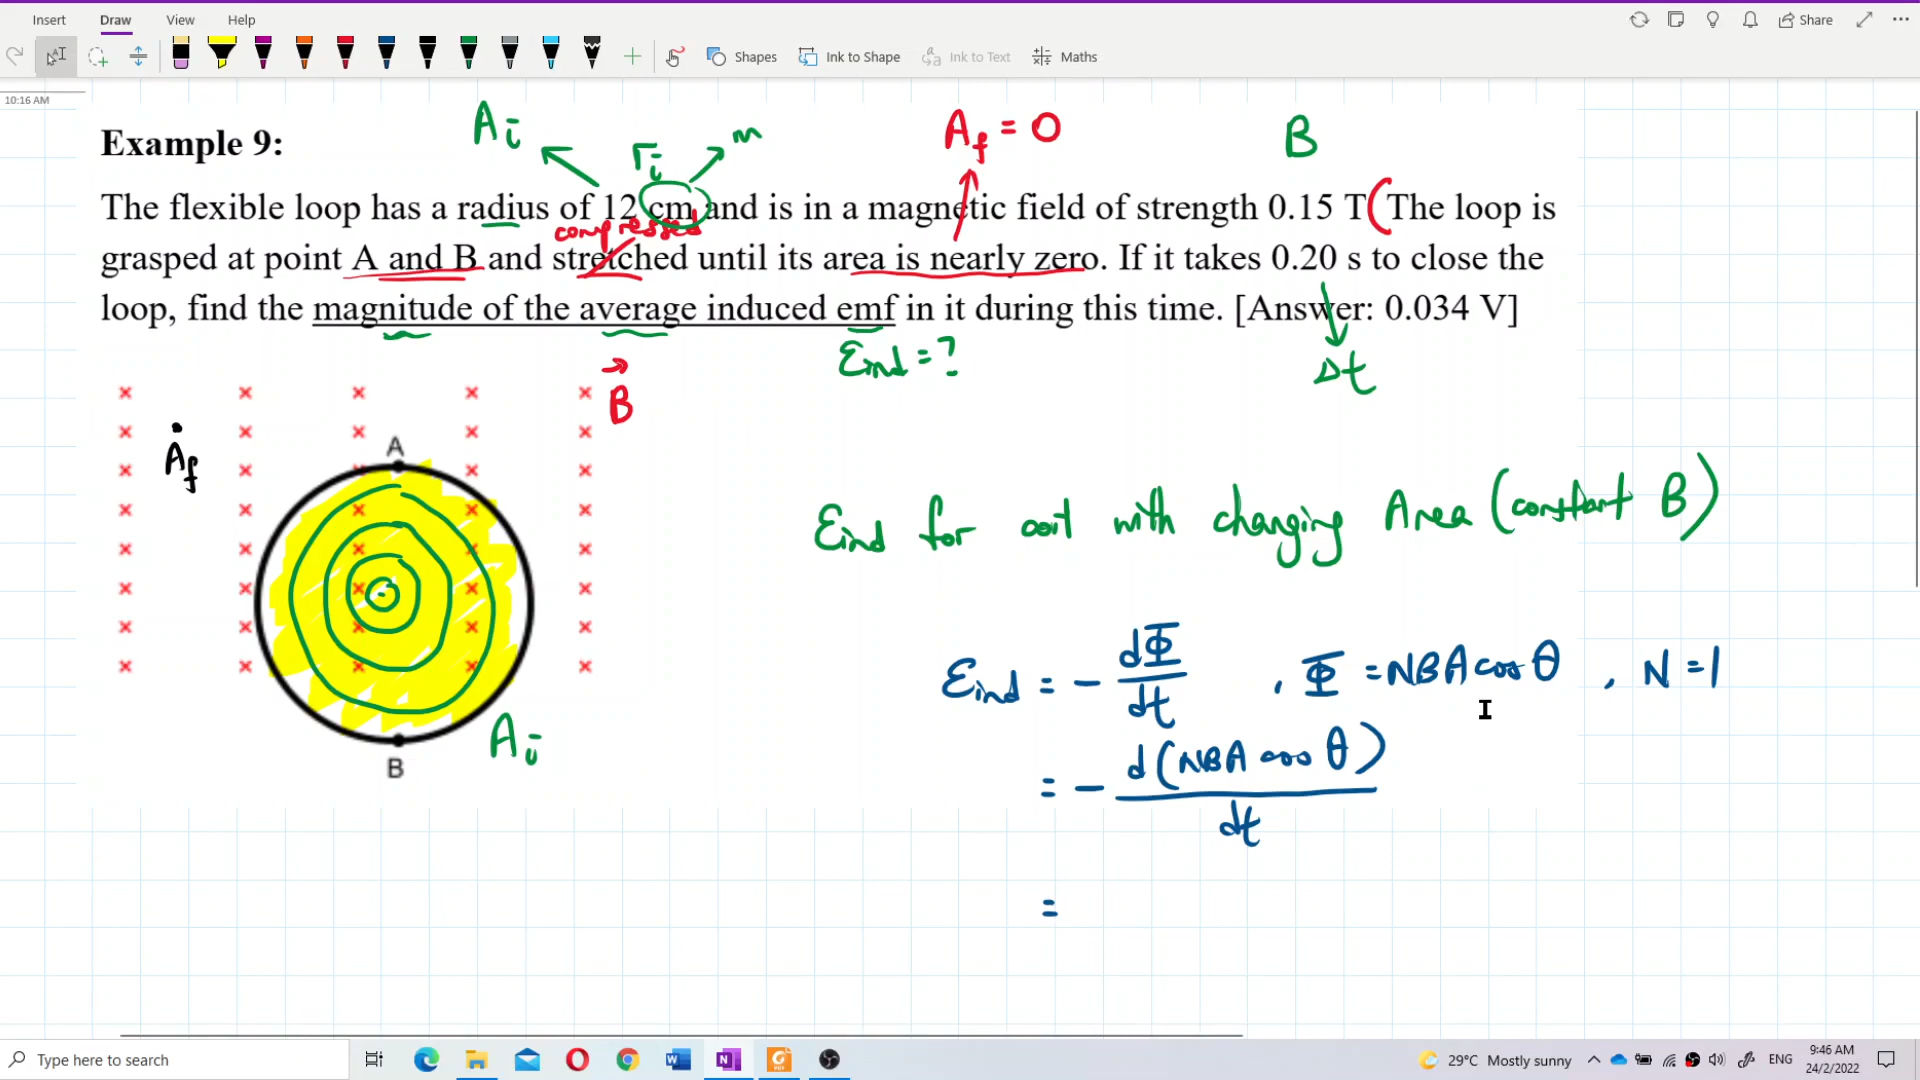 Insert Draw View Help
Share
Shapes Ink to Shape Ink to Text Maths
10:16 AM
Ai
ri
m
Af = 0
B
Example 9:
The flexible loop has a radius of 12 cm and is in a magnetic field of strength 0.15 T (The loop is
compressed
grasped at point A and B and stretched until its area is nearly zero. If it takes 0.20 s to close the
loop, find the magnitude of the average induced emf in it during this time. [Answer: 0.034 V]
Eind = ?
Δt
B
Af
A
Eind for coil with changing Area (constant B)
Eind = - dΦ/dt , Φ = NBA cos θ , N = 1
Ai
B
= - d(NBA cos θ)/dt
=
Type here to search
29°C Mostly sunny
ENG
9:46 AM
24/2/2022